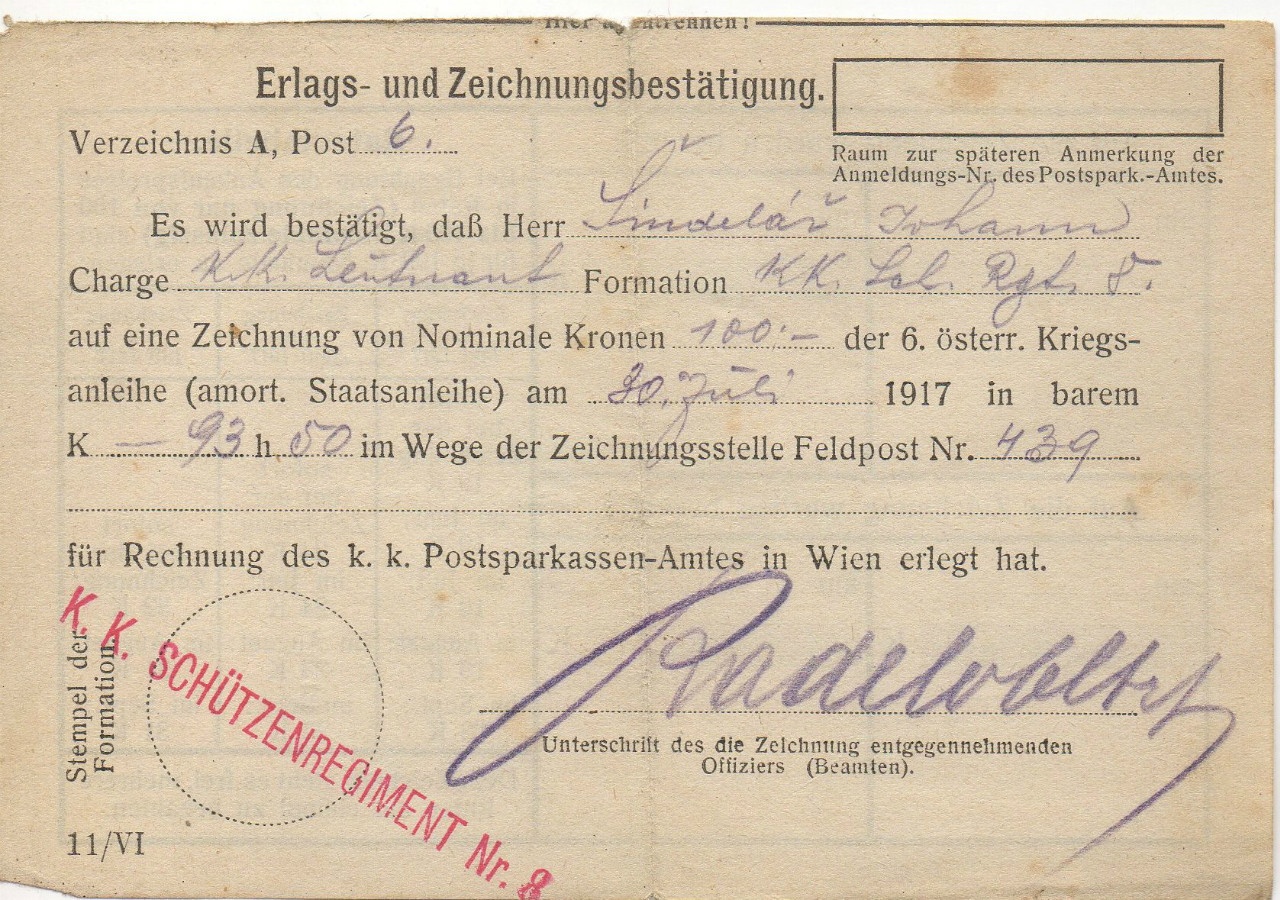 Hier abzutrennen!
Erlags- und Zeichnungsbestätigung.
Verzeichnis A, Post 6.
Raum zur späteren Anmerkung der
Anmeldungs-Nr. des Postspark.-Amtes.
Es wird bestätigt, daß Herr Šindelář Johann
Charge K.K. Leutnant Formation KK. Sch. Rgt. 8.
auf eine Zeichnung von Nominale Kronen 100·– der 6. österr. Kriegs-
anleihe (amort. Staatsanleihe) am 30. Juli 1917 in barem
K — 93 h 50 im Wege der Zeichnungsstelle Feldpost Nr. 439
für Rechnung des k. k. Postsparkassen-Amtes in Wien erlegt hat.
Stempel der
Formation.
K. K. SCHÜTZENREGIMENT Nr. 8
Unterschrift des die Zeichnung entgegennehmenden
Offiziers (Beamten).
11/VI